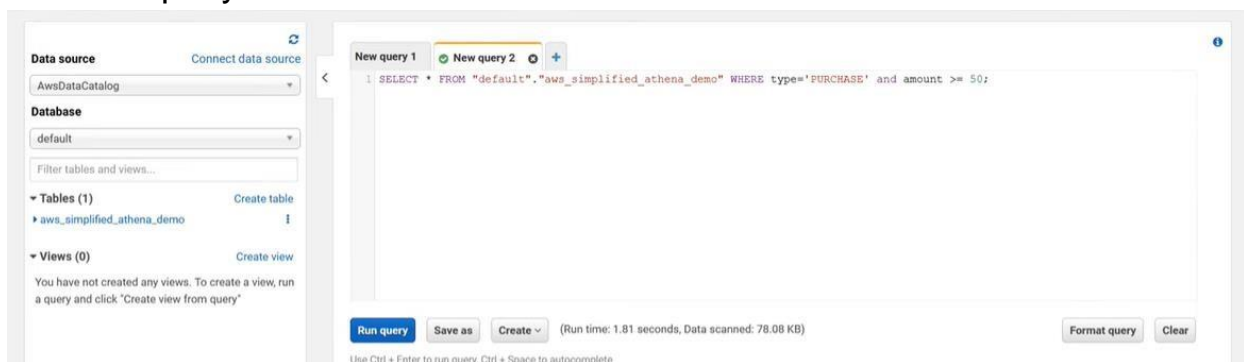 Data source Connect data source
AwsDataCatalog
Database
default
Filter tables and views...
Tables (1) Create table
aws_simplified_athena_demo
Views (0) Create view
You have not created any views. To create a view, run
a query and click "Create view from query"
New query 1 New query 2 +
1 SELECT * FROM "default"."aws_simplified_athena_demo" WHERE type='PURCHASE' and amount >= 50;
Run query Save as Create (Run time: 1.81 seconds, Data scanned: 78.08 KB) Format query Clear
Use Ctrl + Enter to run query, Ctrl + Space to autocomplete